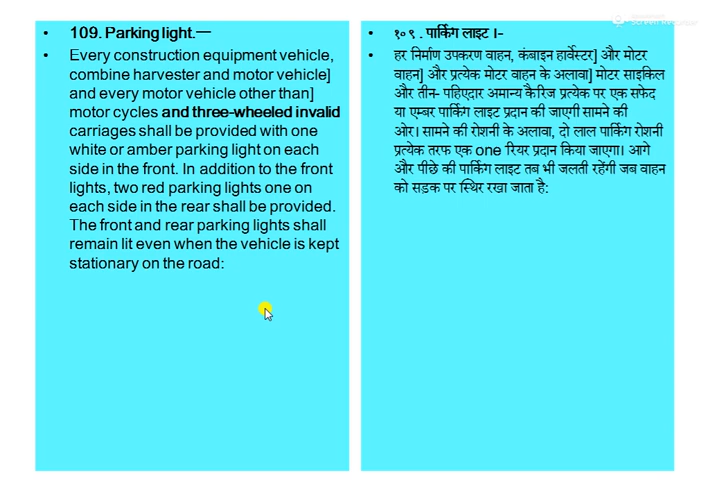 • 109. Parking light.—
• Every construction equipment vehicle,
combine harvester and motor vehicle]
and every motor vehicle other than]
motor cycles and three-wheeled invalid
carriages shall be provided with one
white or amber parking light on each
side in the front. In addition to the front
lights, two red parking lights one on
each side in the rear shall be provided.
The front and rear parking lights shall
remain lit even when the vehicle is kept
stationary on the road:
• १०९ . पार्किंग लाइट ।-
• हर निर्माण उपकरण वाहन, कंबाइन हार्वेस्टर] और मोटर
वाहन] और प्रत्येक मोटर वाहन के अलावा] मोटर साइकिल
और तीन- पहिएदार अमान्य कैरिज प्रत्येक पर एक सफेद
या एम्बर पार्किंग लाइट प्रदान की जाएगी सामने की
ओर। सामने की रोशनी के अलावा, दो लाल पार्किंग रोशनी
प्रत्येक तरफ एक one रियर प्रदान किया जाएगा। आगे
और पीछे की पार्किंग लाइट तब भी जलती रहेंगी जब वाहन
को सड़क पर स्थिर रखा जाता है:
Screen Recorder